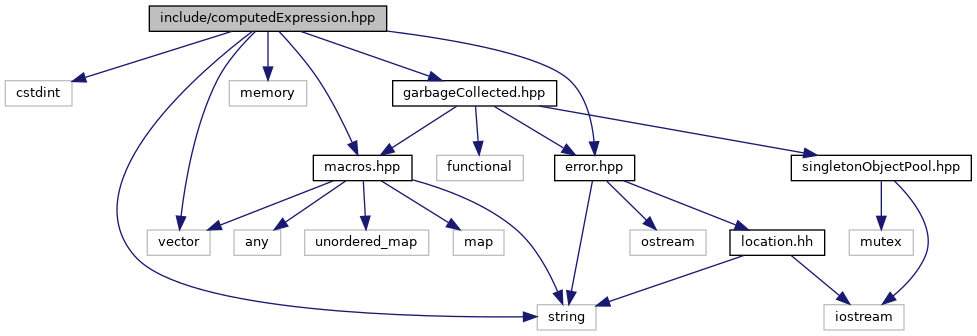 include/computedExpression.hpp
cstdint
memory
garbageCollected.hpp
macros.hpp
functional
error.hpp
singletonObjectPool.hpp
vector
any
unordered_map
map
ostream
location.hh
mutex
string
iostream